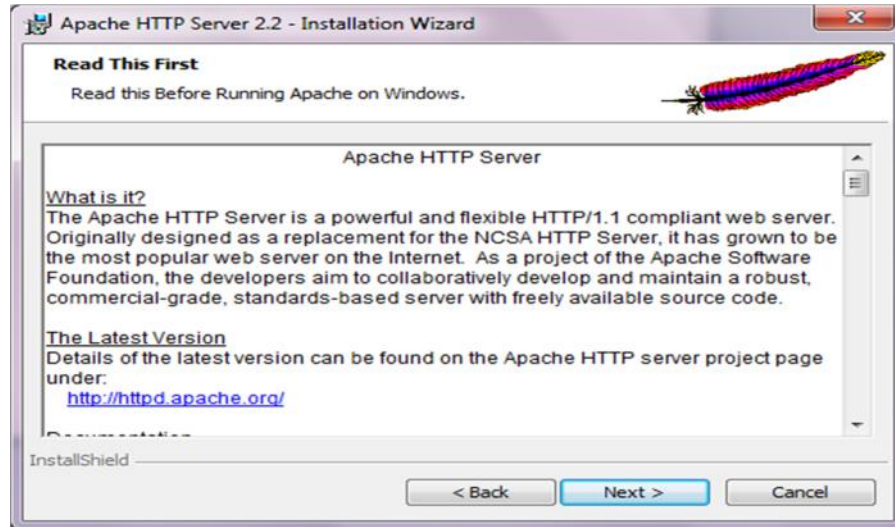 Apache HTTP Server 2.2 - Installation Wizard
Read This First
Read this Before Running Apache on Windows.
Apache HTTP Server
What is it?
The Apache HTTP Server is a powerful and flexible HTTP/1.1 compliant web server.
Originally designed as a replacement for the NCSA HTTP Server, it has grown to be
the most popular web server on the Internet. As a project of the Apache Software
Foundation, the developers aim to collaboratively develop and maintain a robust,
commercial-grade, standards-based server with freely available source code.
The Latest Version
Details of the latest version can be found on the Apache HTTP server project page
under:
http://httpd.apache.org/
InstallShield
< Back Next > Cancel